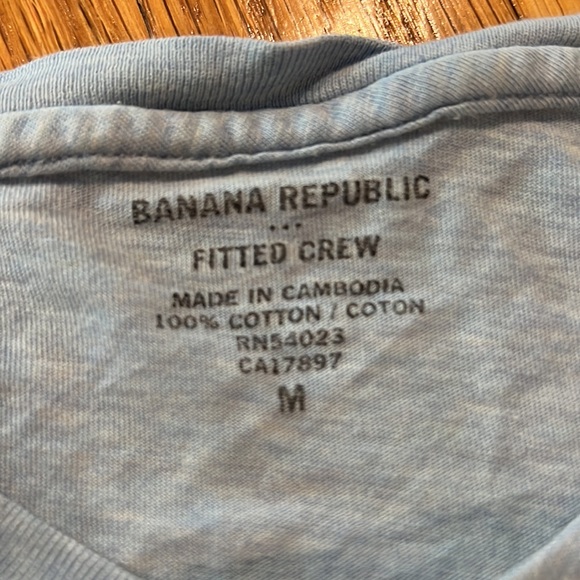 BANANA REPUBLIC
...
FITTED CREW
MADE IN CAMBODIA
100% COTTON / COTON
RN54023
CA17897
M